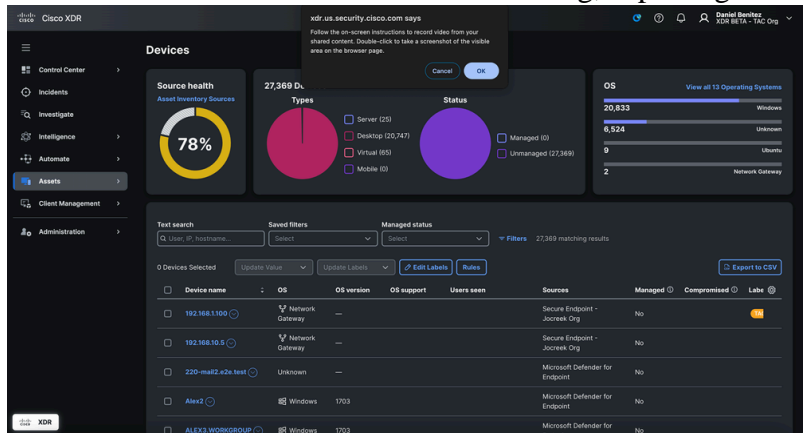 Cisco XDR
xdr.us.security.cisco.com says
Follow the on-screen instructions to record video from your
shared content. Double-click to take a screenshot of the visible
area on the browser page.
Cancel
OK
Daniel Benitez
XDR BETA - TAC Org
Control Center
Incidents
Investigate
Intelligence
Automate
Assets
Client Management
Administration
Devices
Source health
Asset Inventory Sources
78%
27,369 D
Types
Server (25)
Desktop (20,747)
Virtual (65)
Mobile (0)
Status
Managed (0)
Unmanaged (27,369)
OS
View all 13 Operating Systems
20,833 Windows
6,524 Unknown
9 Ubuntu
2 Network Gateway
Text search
Saved filters
Managed status
User, IP, hostname...
Select
Select
Filters
27,369 matching results
0 Devices Selected
Update Value
Update Labels
Edit Labels
Rules
Export to CSV
Device name OS OS version OS support Users seen Sources Managed Compromised Labe
192.168.1.100 Network Gateway — Secure Endpoint - Jocreek Org No TAI
192.168.10.5 Network Gateway — Secure Endpoint - Jocreek Org No
220-mail2.e2e.test Unknown — Microsoft Defender for Endpoint No
Alex2 Windows 1703 Microsoft Defender for Endpoint No
ALEX3.WORKGROUP Windows 1703 Microsoft Defender for No
CISCO XDR